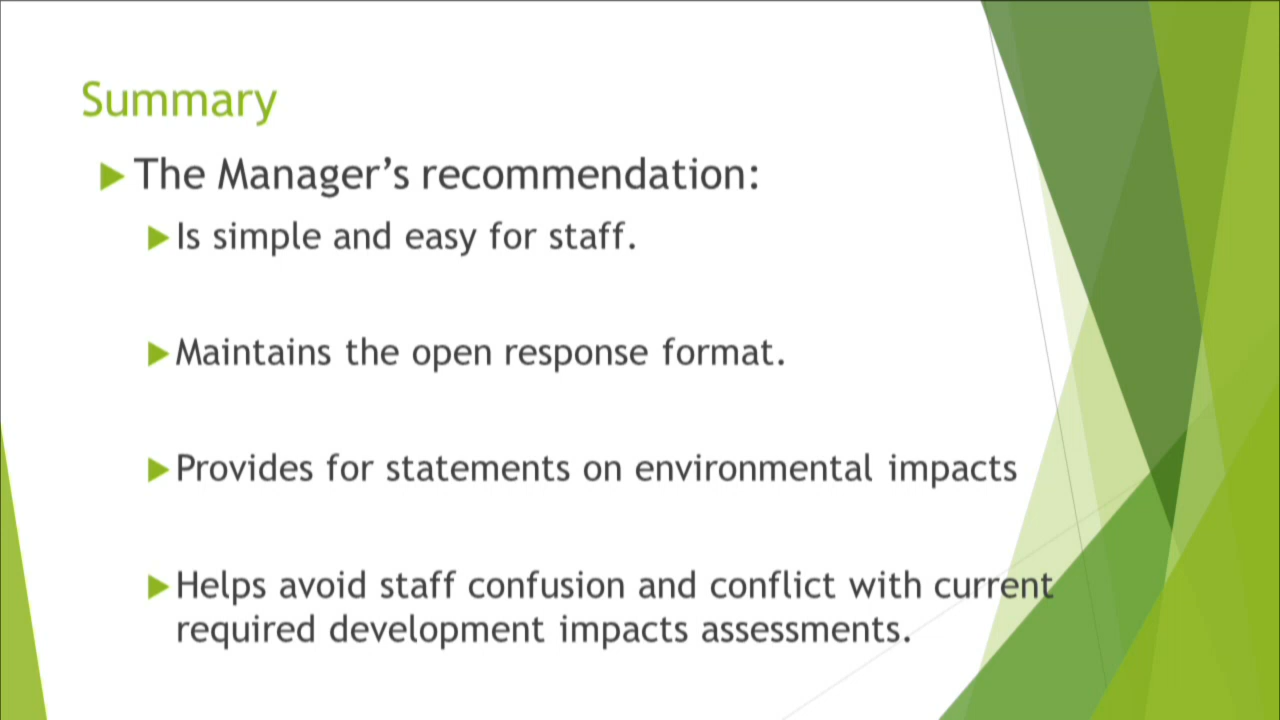 Summary
The Manager’s recommendation:
Is simple and easy for staff.
Maintains the open response format.
Provides for statements on environmental impacts
Helps avoid staff confusion and conflict with current
required development impacts assessments.